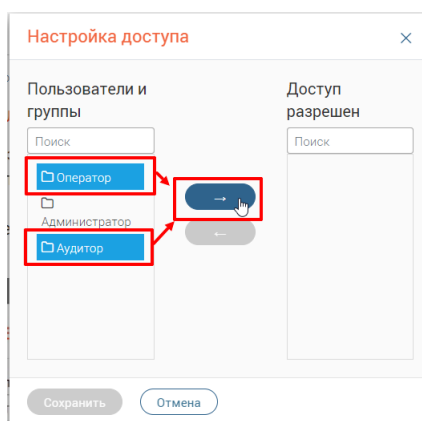 Настройка доступа
Пользователи и
группы
Доступ
разрешен
Поиск
Поиск
Оператор
Администратор
Аудитор
Сохранить
Отмена